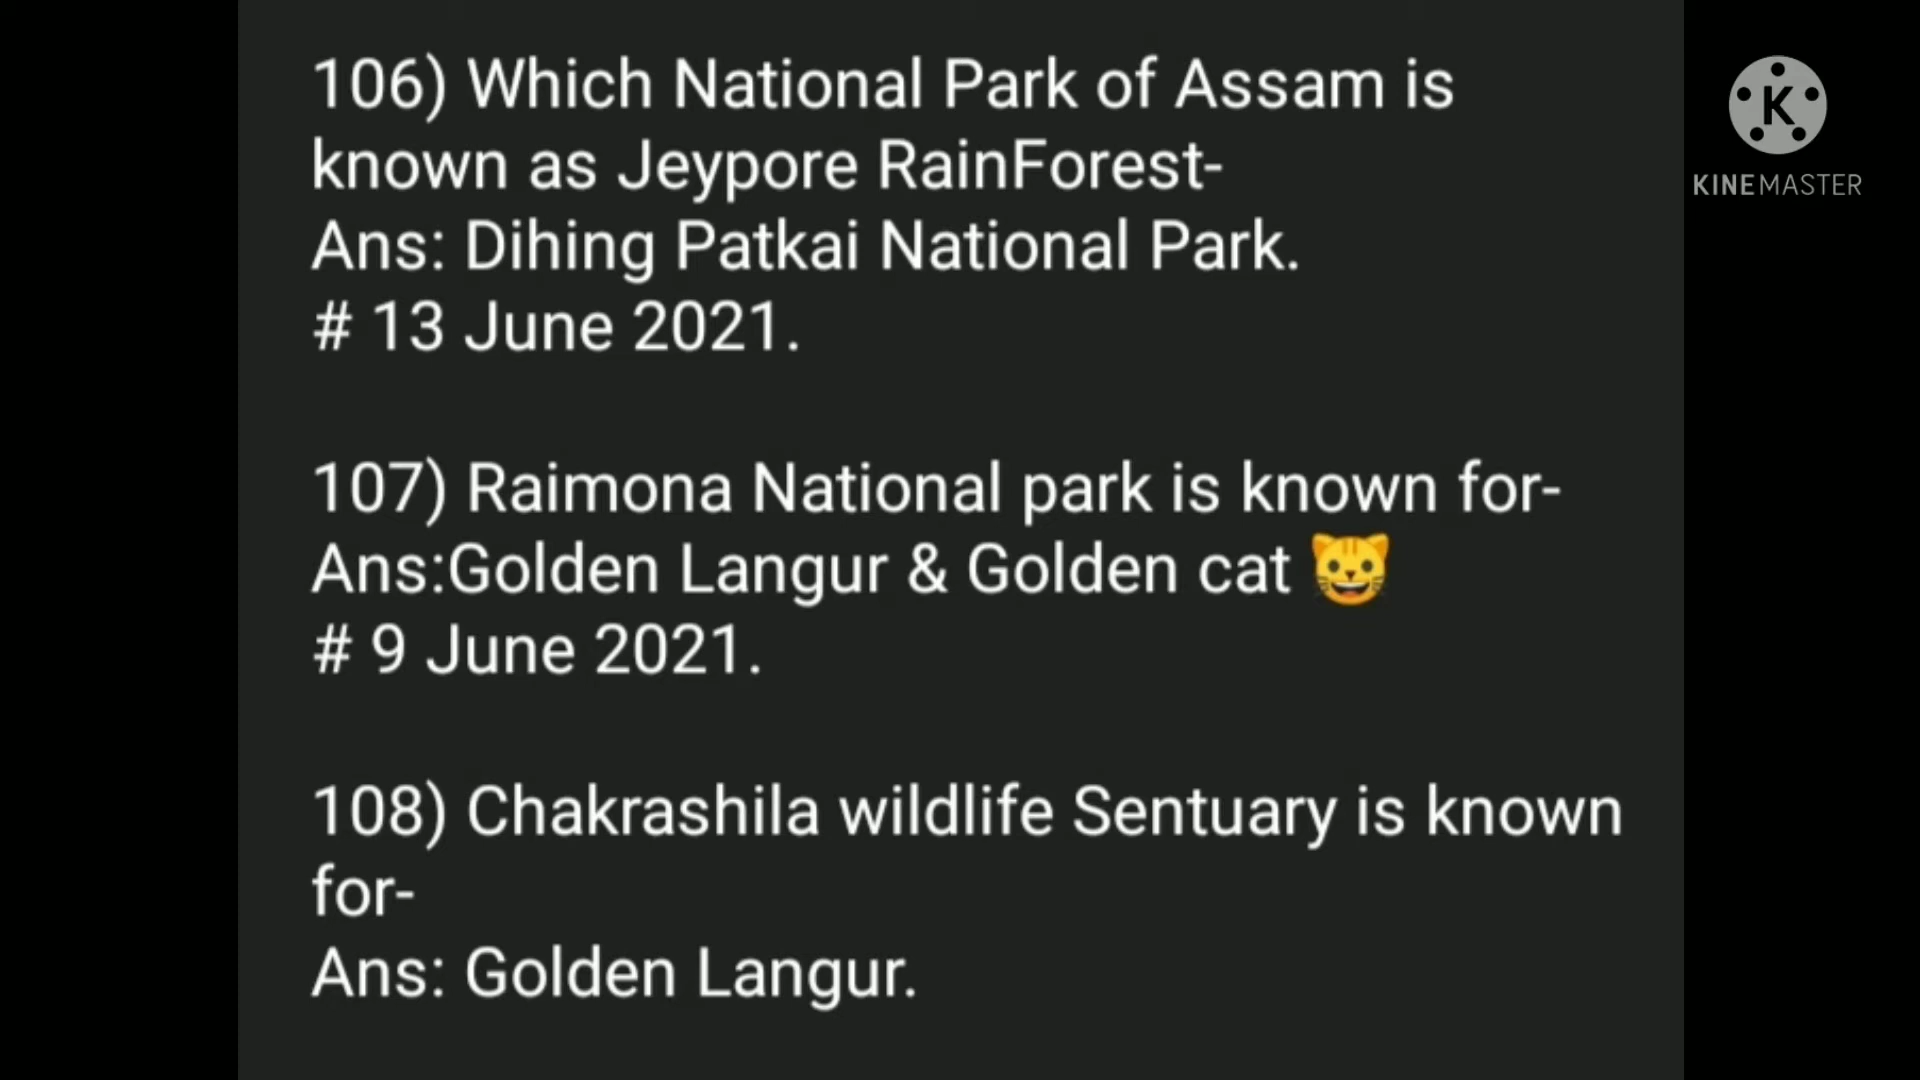 106) Which National Park of Assam is
known as Jeypore RainForest-
Ans: Dihing Patkai National Park.
# 13 June 2021.
107) Raimona National park is known for-
Ans:Golden Langur & Golden cat 😺
# 9 June 2021.
108) Chakrashila wildlife Sentuary is known
for-
Ans: Golden Langur.
K
KINEMASTER